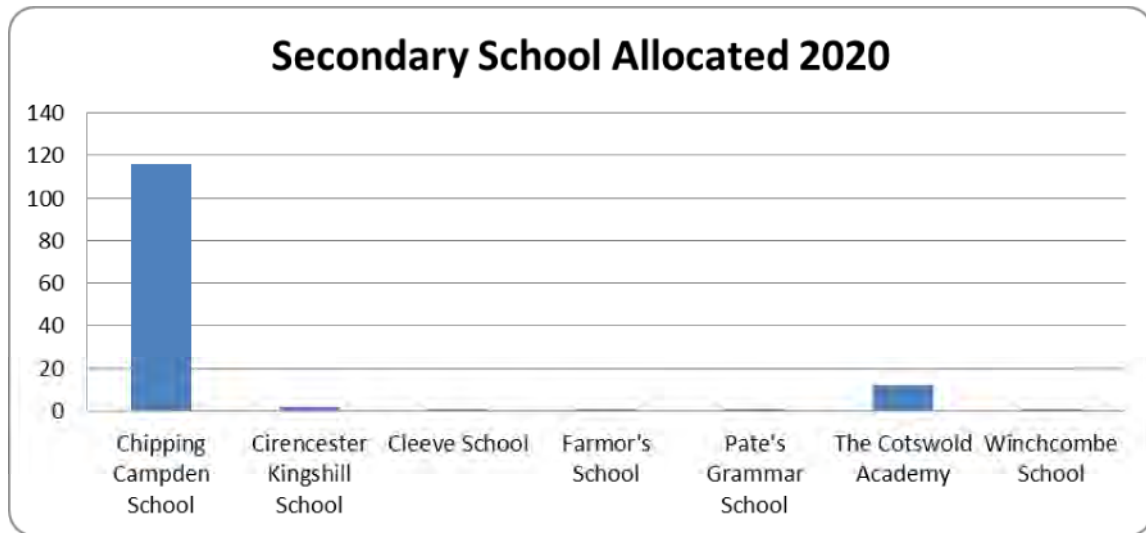 Secondary School Allocated 2020
140
120
100
80
60
40
20
0
Chipping
Campden
School
Cirencester
Kingshill
School
Cleeve School
Farmor's
School
Pate's
Grammar
School
The Cotswold
Academy
Winchcombe
School